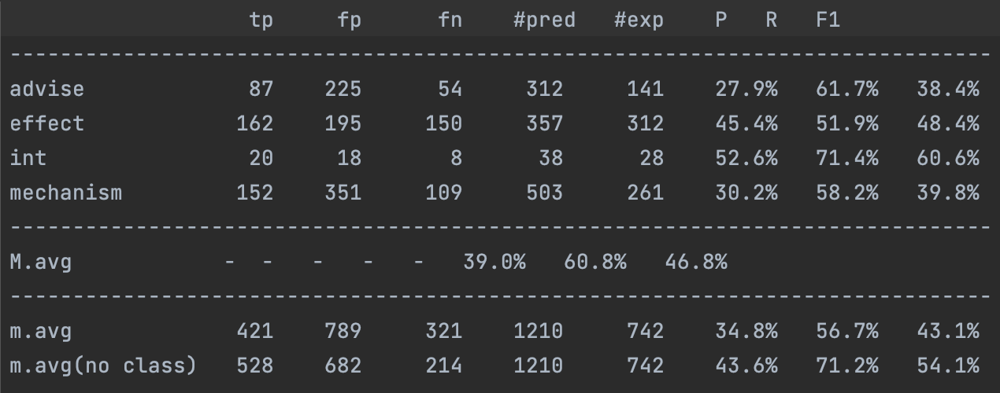 tp fp fn #pred #exp P R F1
------------------------------------------------------------------------------
advise 87 225 54 312 141 27.9% 61.7% 38.4%
effect 162 195 150 357 312 45.4% 51.9% 48.4%
int 20 18 8 38 28 52.6% 71.4% 60.6%
mechanism 152 351 109 503 261 30.2% 58.2% 39.8%
------------------------------------------------------------------------------
M.avg - - - - - 39.0% 60.8% 46.8%
------------------------------------------------------------------------------
m.avg 421 789 321 1210 742 34.8% 56.7% 43.1%
m.avg(no class) 528 682 214 1210 742 43.6% 71.2% 54.1%